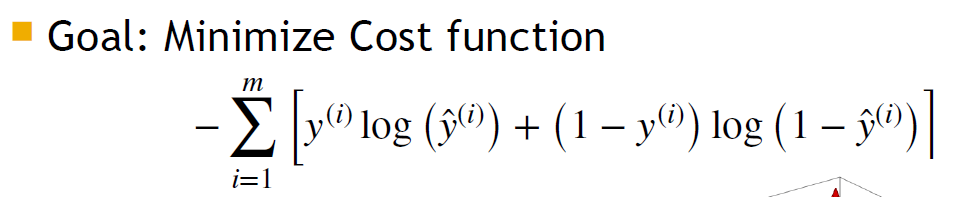 Goal: Minimize Cost function
− ∑_{i=1}^{m} [ y^{(i)} log ( ŷ^{(i)} ) + ( 1 − y^{(i)} ) log ( 1 − ŷ^{(i)} ) ]